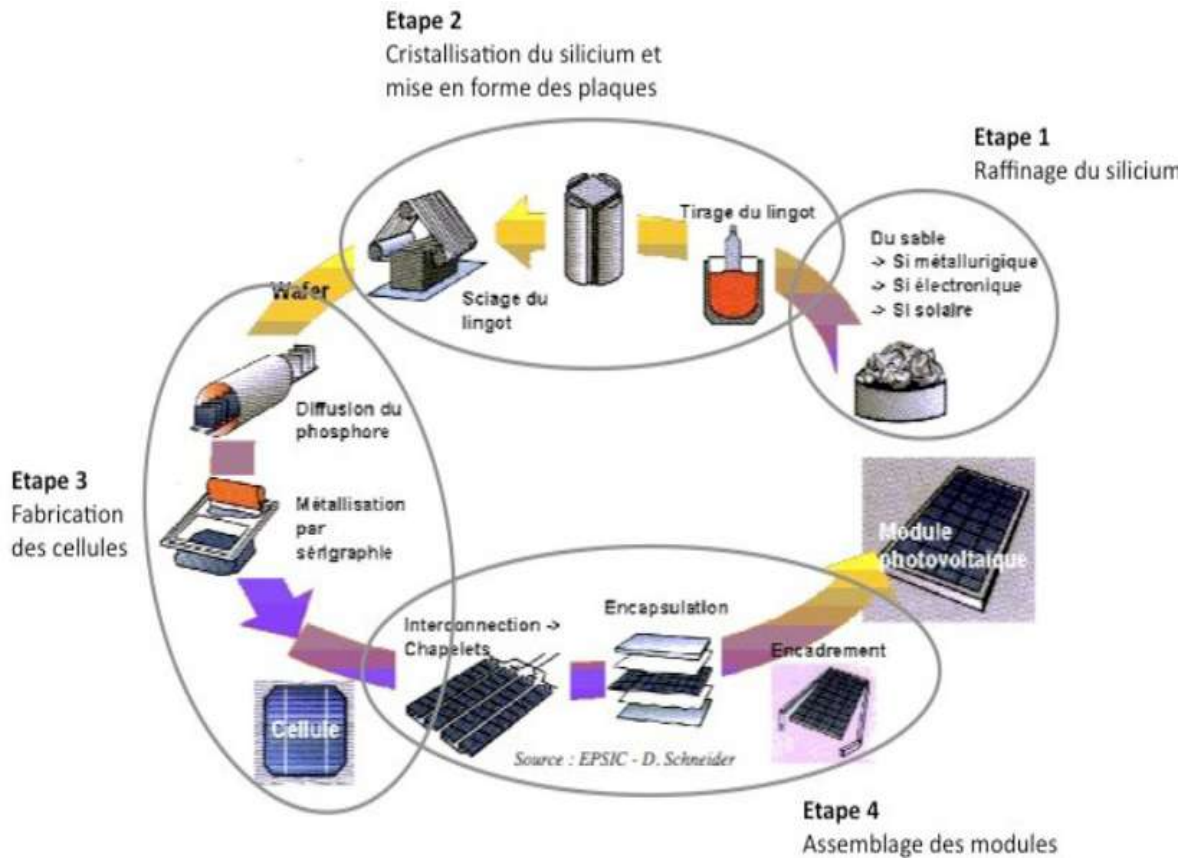 Etape 2
Cristallisation du silicium et
mise en forme des plaques
Etape 1
Raffinage du silicium
Du sable
-> Si métallurigique
-> Si électronique
-> Si solaire
Tirage du lingot
Sciage du
lingot
Wafer
Diffusion du
phosphore
Etape 3
Fabrication
des cellules
Métallisation
par
sérigraphie
Cellule
Interconnection ->
Chapelets
Encapsulation
Encadrement
Module
photovoltaïque
Source : EPSIC - D. Schneider
Etape 4
Assemblage des modules